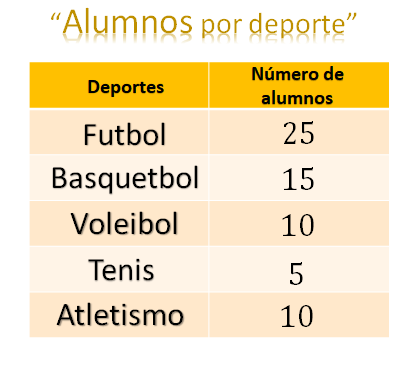 “Alumnos por deporte”
Deportes Número de alumnos
Futbol 25
Basquetbol 15
Voleibol 10
Tenis 5
Atletismo 10